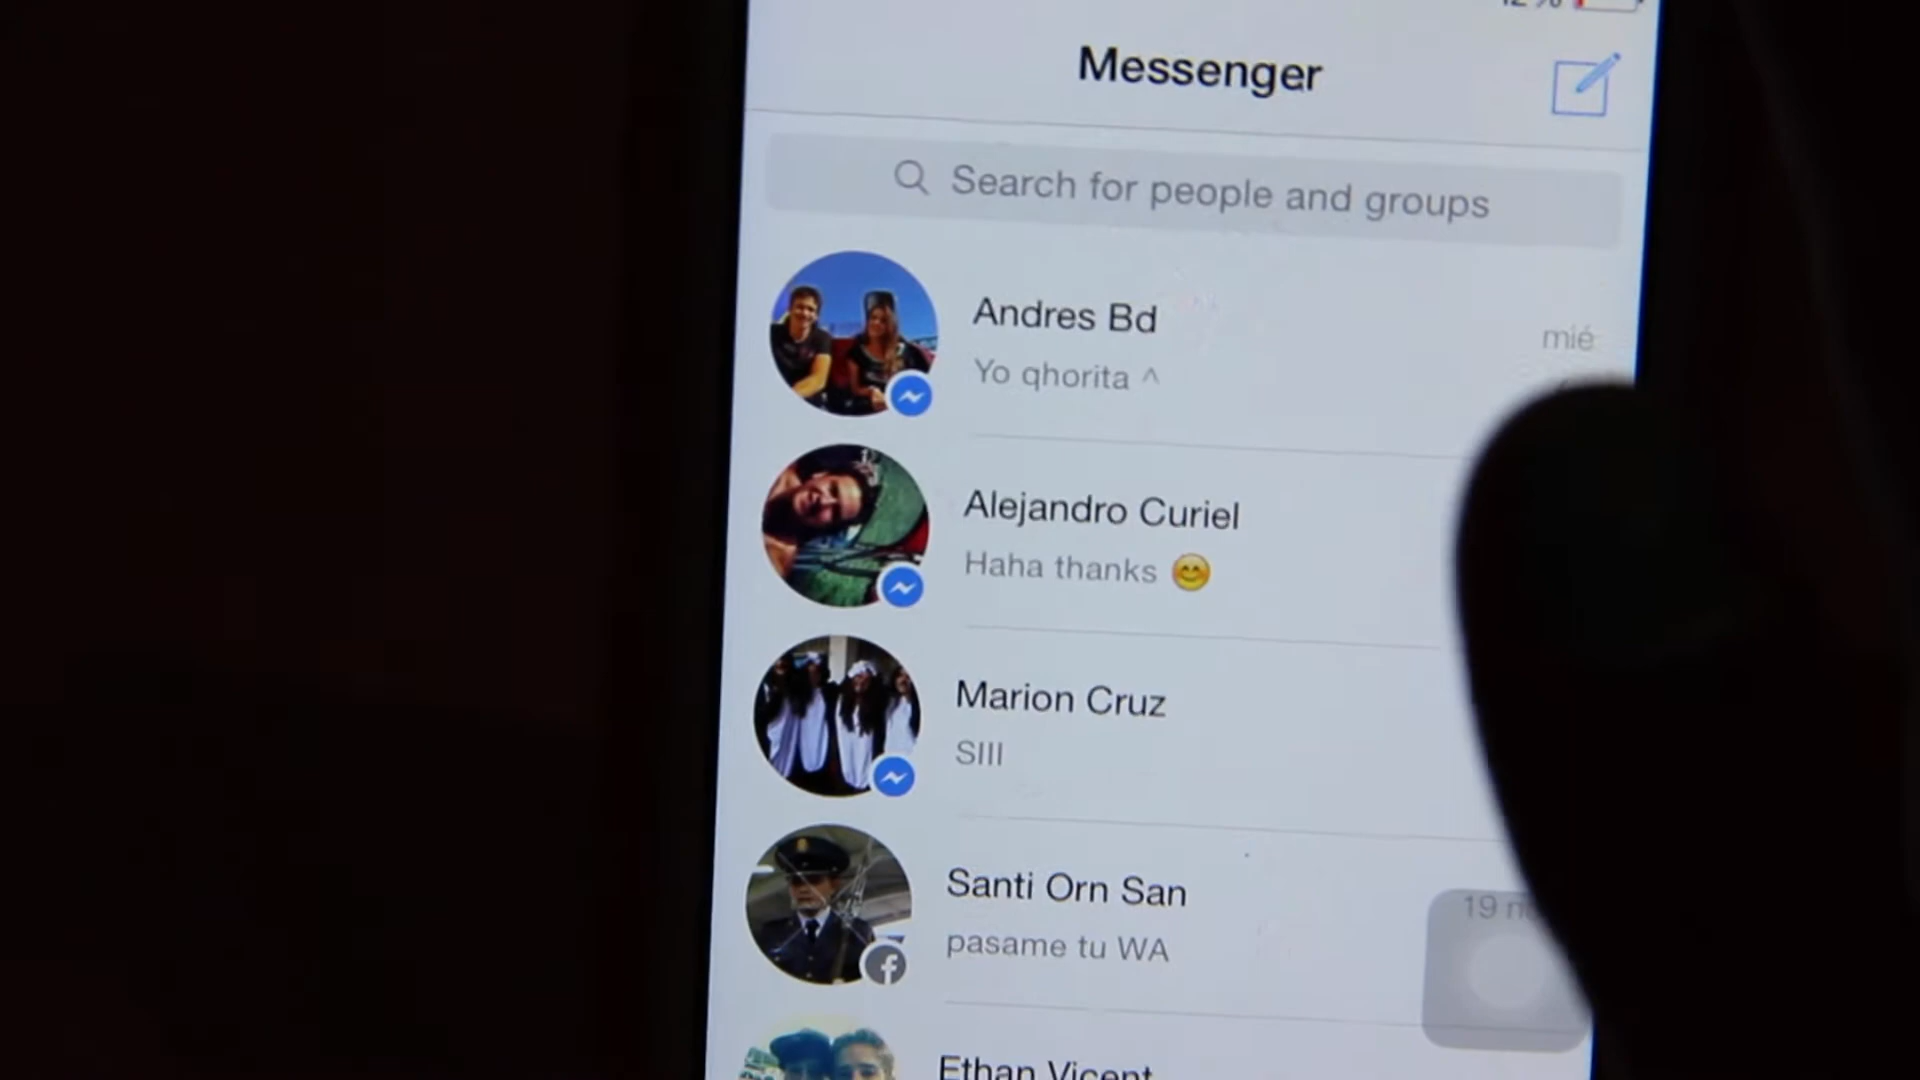 Messenger
Search for people and groups
Andres Bd
mié
Yo qhorita ^
Alejandro Curiel
Haha thanks 😊
Marion Cruz
SIII
Santi Orn San
19
pasame tu WA
Ethan Vicent